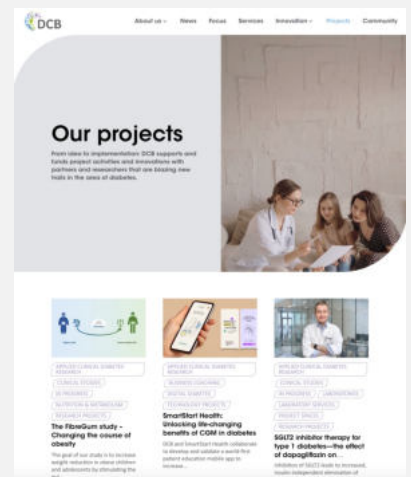 DCB
About us
News
Focus
Services
Innovation
Projects
Community
Our projects
From idea to implementation: DCB supports and
funds project activities and innovations with
partners and researchers that are blazing new
trails in the area of diabetes.
APPLIED CLINICAL DIABETES
RESEARCH
CLINICAL STUDIES
IN PROGRESS
NUTRITION & METABOLISM
RESEARCH PROJECTS
The FibreGum study -
Changing the course of
obesity
The goal of our study is to increase
weight reduction in obese children
and adolescents by stimulating the
APPLIED CLINICAL DIABETES
RESEARCH
BUSINESS COACHING
DIGITAL DIABETES
TECHNOLOGY PROJECTS
SmartStart Health:
Unlocking life-changing
benefits of CGM in diabetes
DCB and SmartStart Health collaborate
to develop and validate a world-first
patient education mobile app to
increase...
APPLIED CLINICAL DIABETES
RESEARCH
CLINICAL STUDIES
IN PROGRESS
LABORATORIES
LABORATORY SERVICES
PROJECT SPACES
RESEARCH PROJECTS
SGLT2 inhibitor therapy for
type 1 diabetes—the effect
of dapagliflozin on...
Inhibition of SGLT2 leads to increased,
insulin-independent elimination of